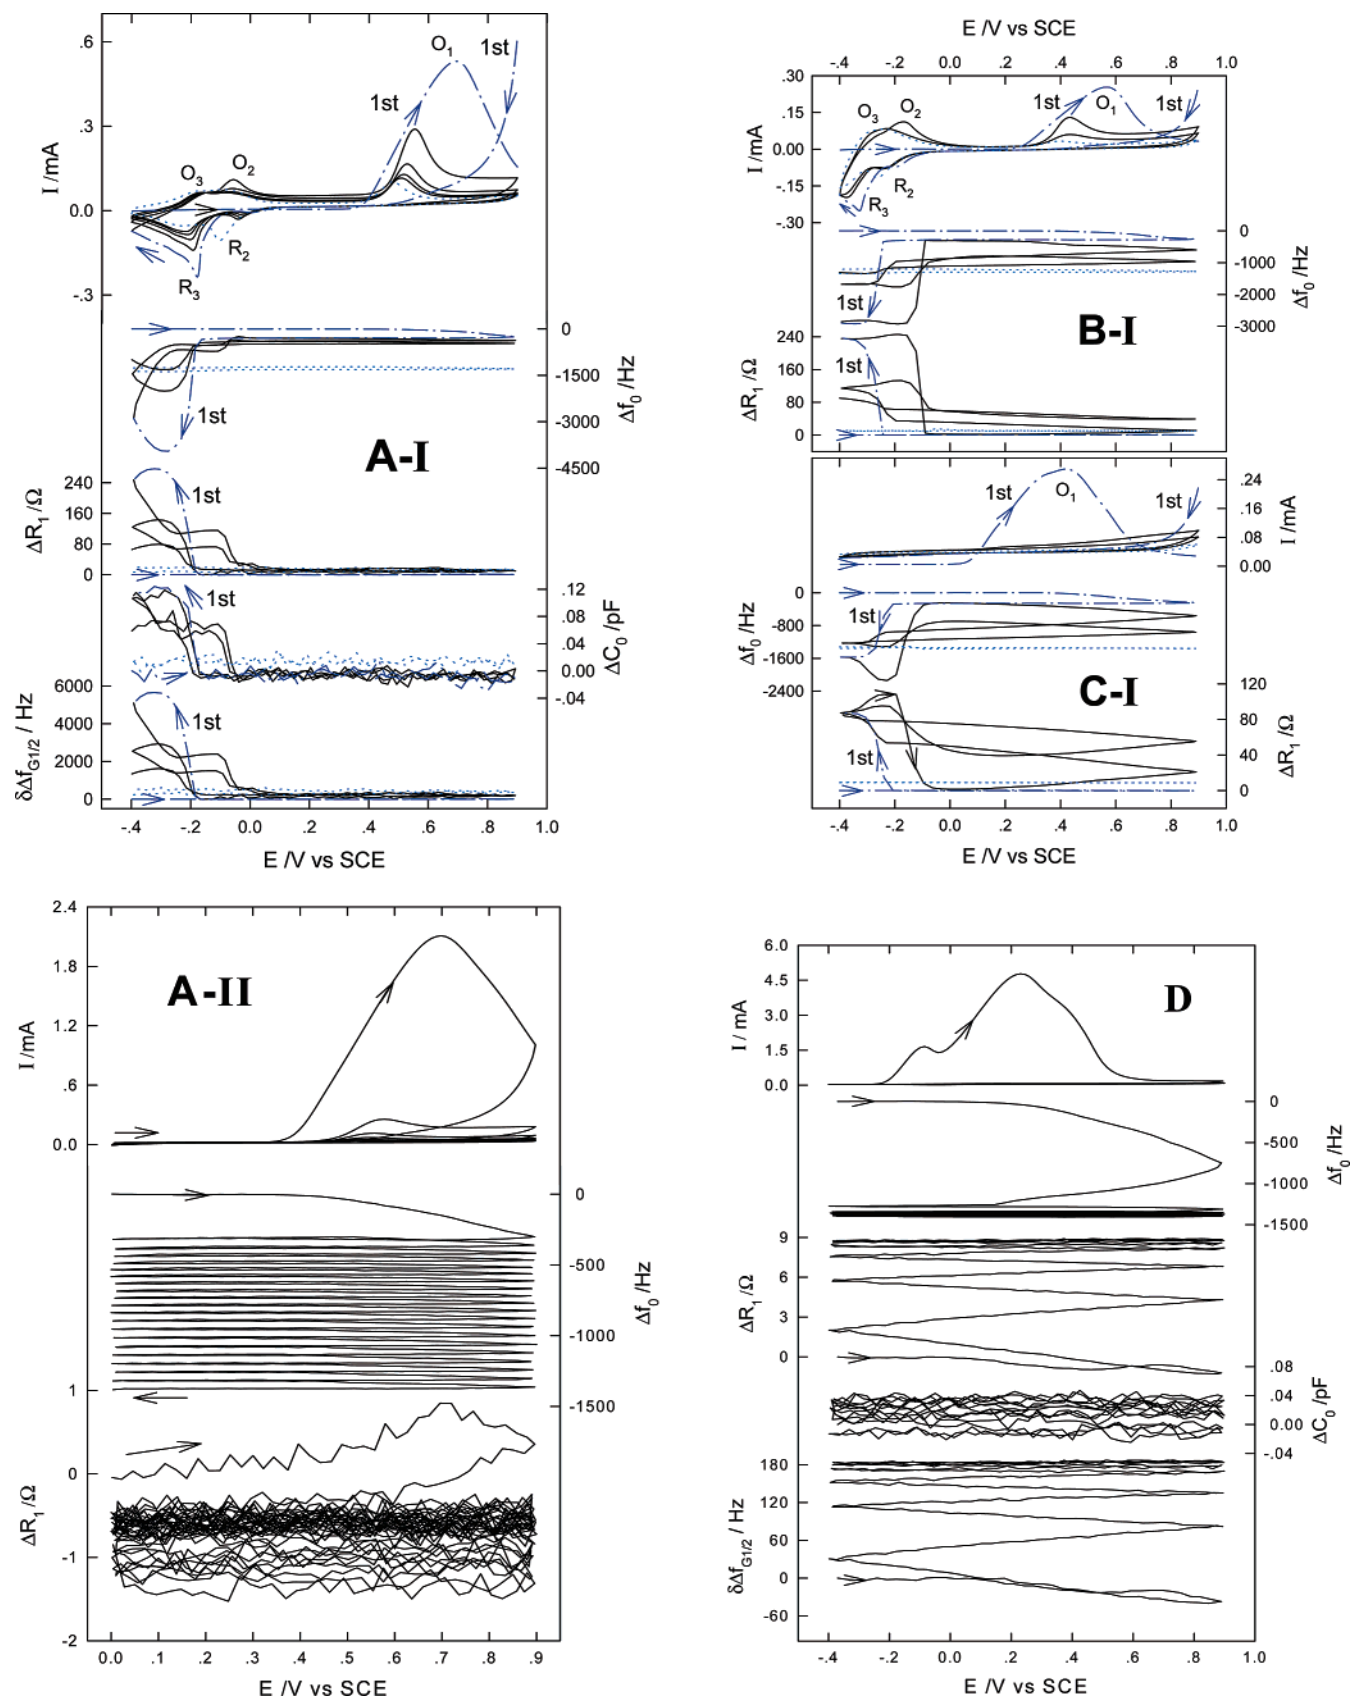 .6
.3
0.0
-.3
I /mA
O₁
1st
1st
O₃
O₂
R₂
R₃
0
-1500
-3000
-4500
Δf₀ /Hz
1st
A-I
240
160
80
0
ΔR₁ /Ω
1st
0.12
0.08
0.04
0.00
-0.04
ΔC₀ /pF
1st
6000
4000
2000
0
δΔf_G1/2 / Hz
1st
-.4 -.2 0.0 .2 .4 .6 .8 1.0
E /V vs SCE
E /V vs SCE
-.4 -.2 0.0 .2 .4 .6 .8 1.0
.30
.15
0.00
-.15
-.30
I /mA
O₃
O₂
1st
O₁
1st
R₂
R₃
0
-1000
-2000
-3000
Δf₀ /Hz
1st
B-I
240
160
80
0
ΔR₁ /Ω
1st
.24
.16
.08
0.00
I /mA
1st
O₁
1st
0
-800
-1600
-2400
Δf₀ /Hz
1st
C-I
120
80
40
0
ΔR₁ /Ω
1st
-.4 -.2 0.0 .2 .4 .6 .8 1.0
E /V vs SCE
2.4
1.8
1.2
.6
0.0
I /mA
A-II
0
-500
-1000
-1500
Δf₀ /Hz
1
0
-1
-2
ΔR₁ /Ω
0.0 .1 .2 .3 .4 .5 .6 .7 .8 .9
E /V vs SCE
6.0
4.5
3.0
1.5
0.0
I / mA
D
0
-500
-1000
-1500
Δf₀ /Hz
9
6
3
0
ΔR₁ /Ω
.08
.04
0.00
-.04
ΔC₀ /pF
180
120
60
0
-60
δΔf_G1/2 / Hz
-.4 -.2 0.0 .2 .4 .6 .8 1.0
E /V vs SCE